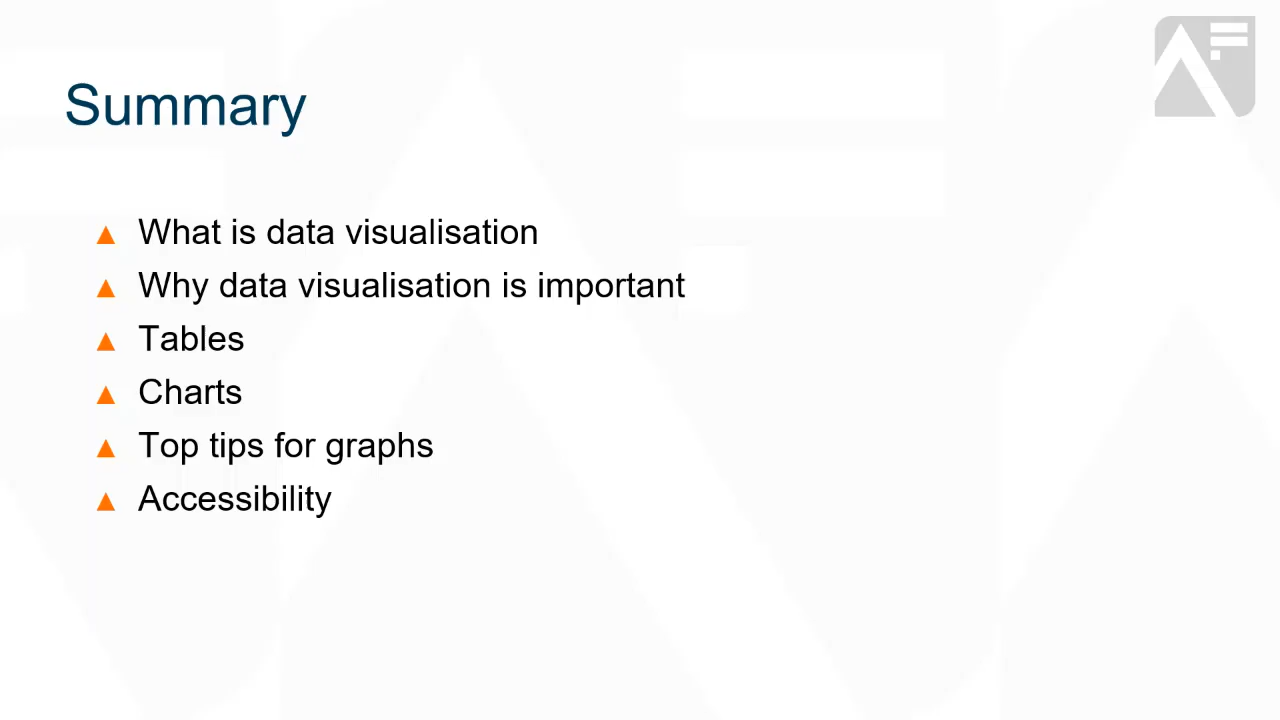 Summary
What is data visualisation
Why data visualisation is important
Tables
Charts
Top tips for graphs
Accessibility